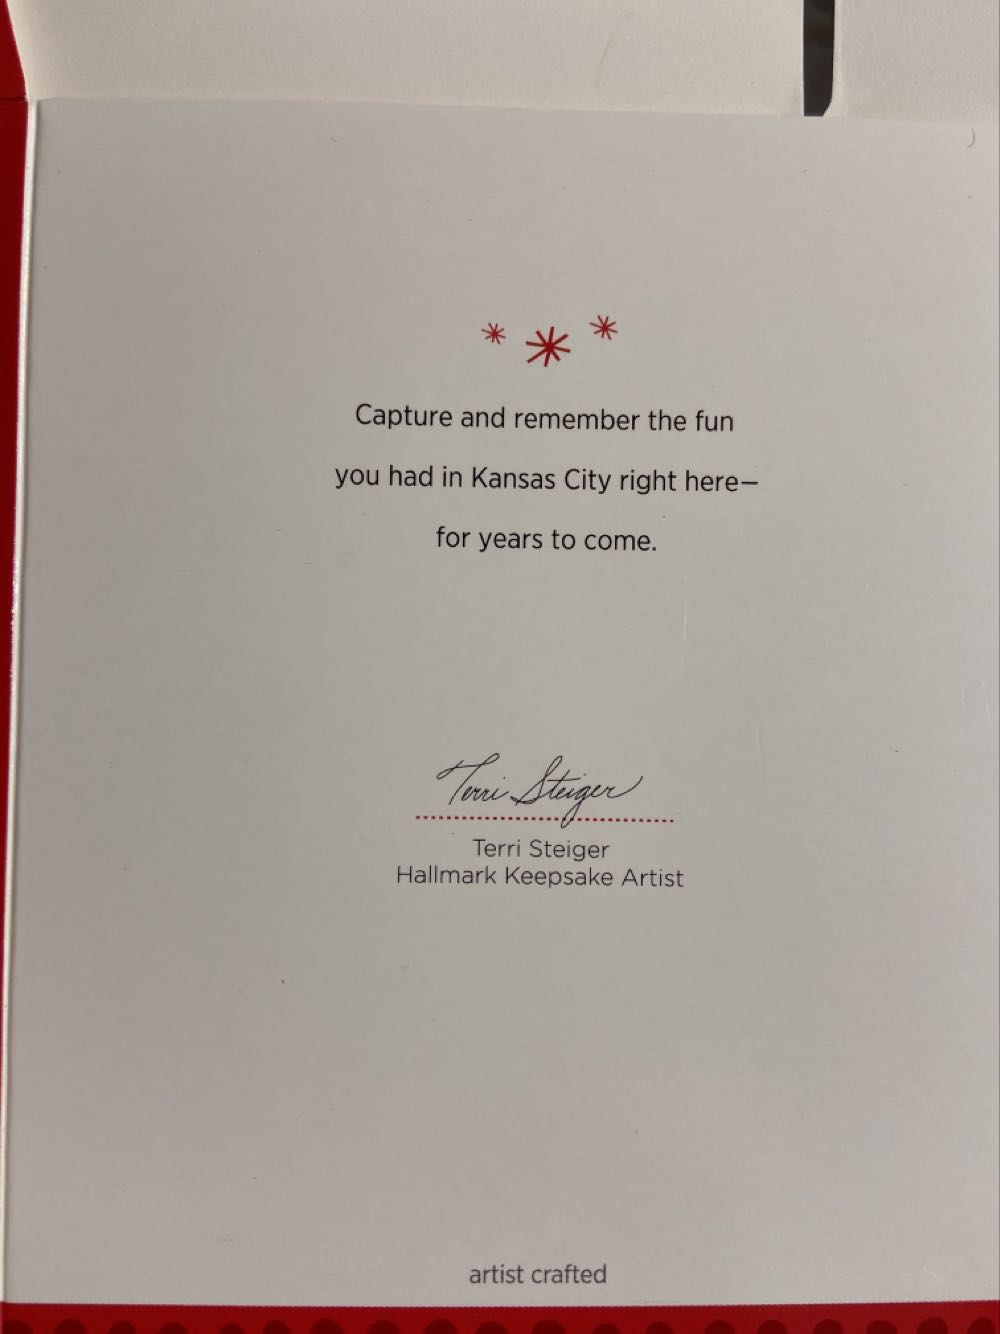 Capture and remember the fun
you had in Kansas City right here—
for years to come.
Terri Steiger
Terri Steiger
Hallmark Keepsake Artist
artist crafted